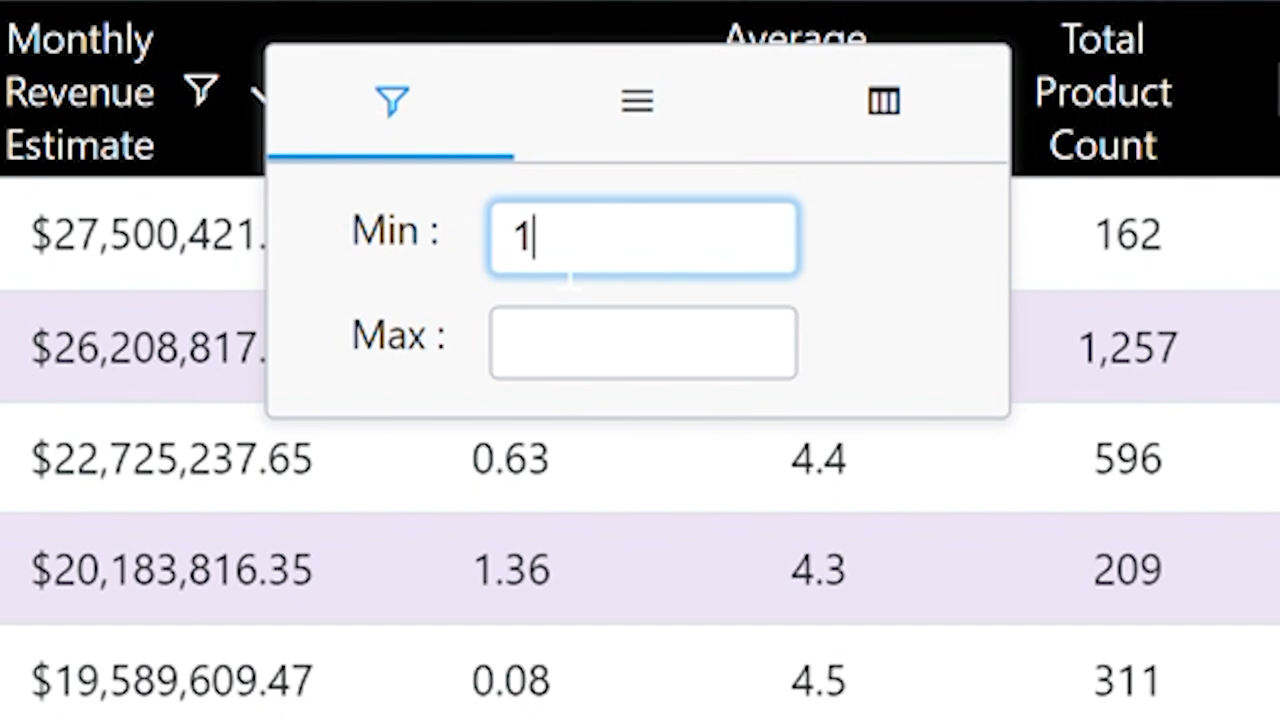 Monthly
Revenue
Estimate
Average
Total
Product
Count
Min : 1
Max :
$27,500,421. 162
$26,208,817. 1,257
$22,725,237.65 0.63 4.4 596
$20,183,816.35 1.36 4.3 209
$19,589,609.47 0.08 4.5 311